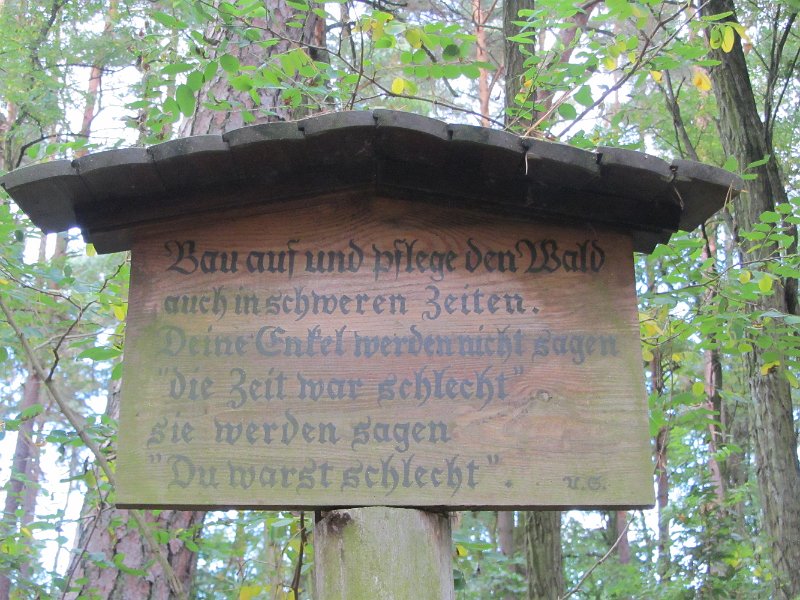 Bau auf und pflege den Wald
auch in schweren Zeiten.
Deine Enkel werden nicht sagen
"die Zeit war schlecht"
sie werden sagen
"Du warst schlecht". v.G.